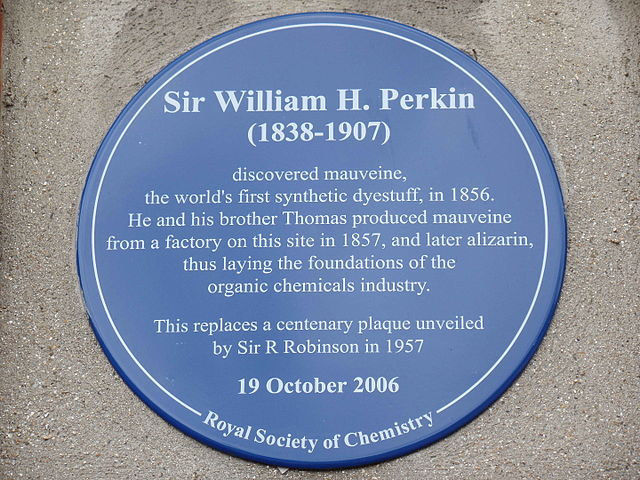 Sir William H. Perkin
(1838-1907)
discovered mauveine,
the world's first synthetic dyestuff, in 1856.
He and his brother Thomas produced mauveine
from a factory on this site in 1857, and later alizarin,
thus laying the foundations of the
organic chemicals industry.
This replaces a centenary plaque unveiled
by Sir R Robinson in 1957
19 October 2006
Royal Society of Chemistry